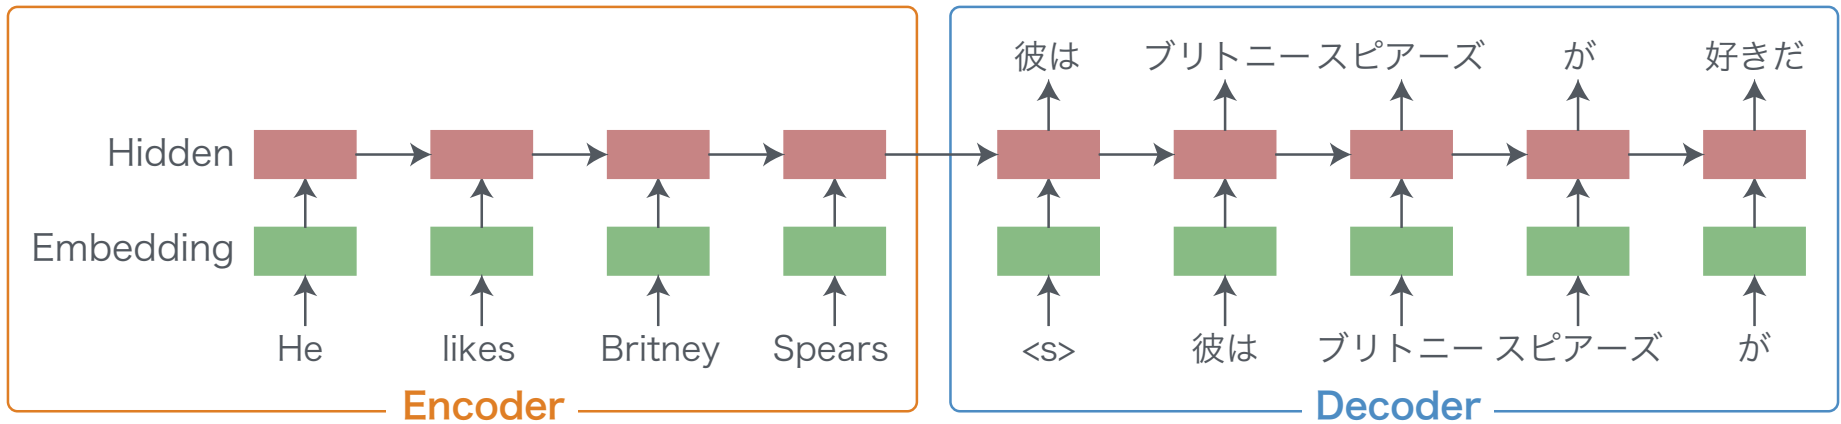 彼は ブリトニー スピアーズ が 好きだ
Hidden
Embedding
He likes Britney Spears <s> 彼は ブリトニー スピアーズ が
Encoder Decoder